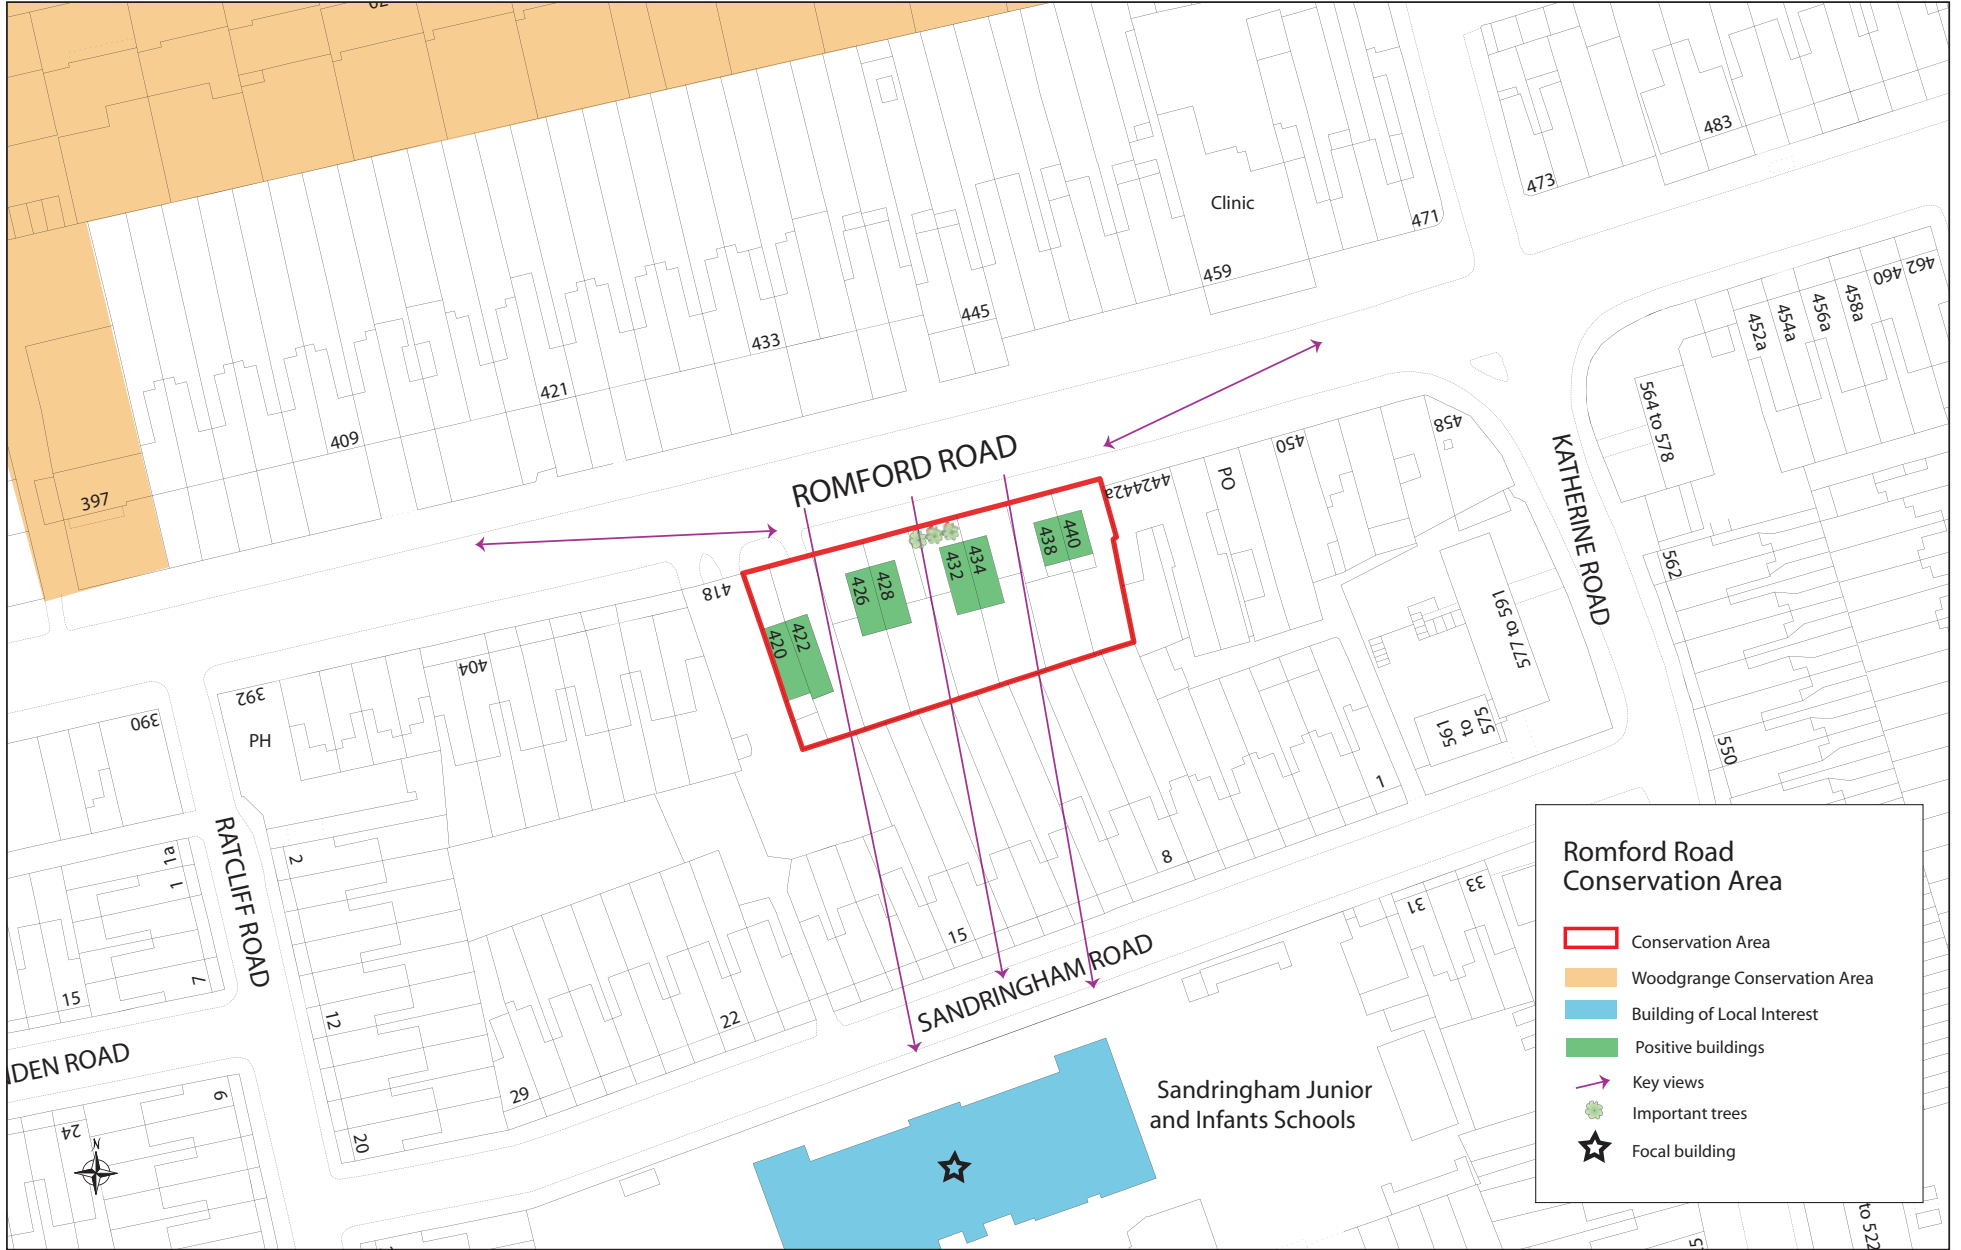 483
473
Clinic
471
459
462
460
458a
456a
454a
452a
445
433
421
409
397
ROMFORD ROAD
458
450
PO
442
442a
440
438
434
432
428
426
422
420
418
404
392
390
PH
KATHERINE ROAD
564 to 578
562
550
577 to 591
575
to
561
1
8
15
22
29
SANDRINGHAM ROAD
31
33
RATCLIFF ROAD
1a
1
7
15
2
12
20
6
24
N
Sandringham Junior
and Infants Schools
Romford Road
Conservation Area
Conservation Area
Woodgrange Conservation Area
Building of Local Interest
Positive buildings
Key views
Important trees
Focal building
to 522